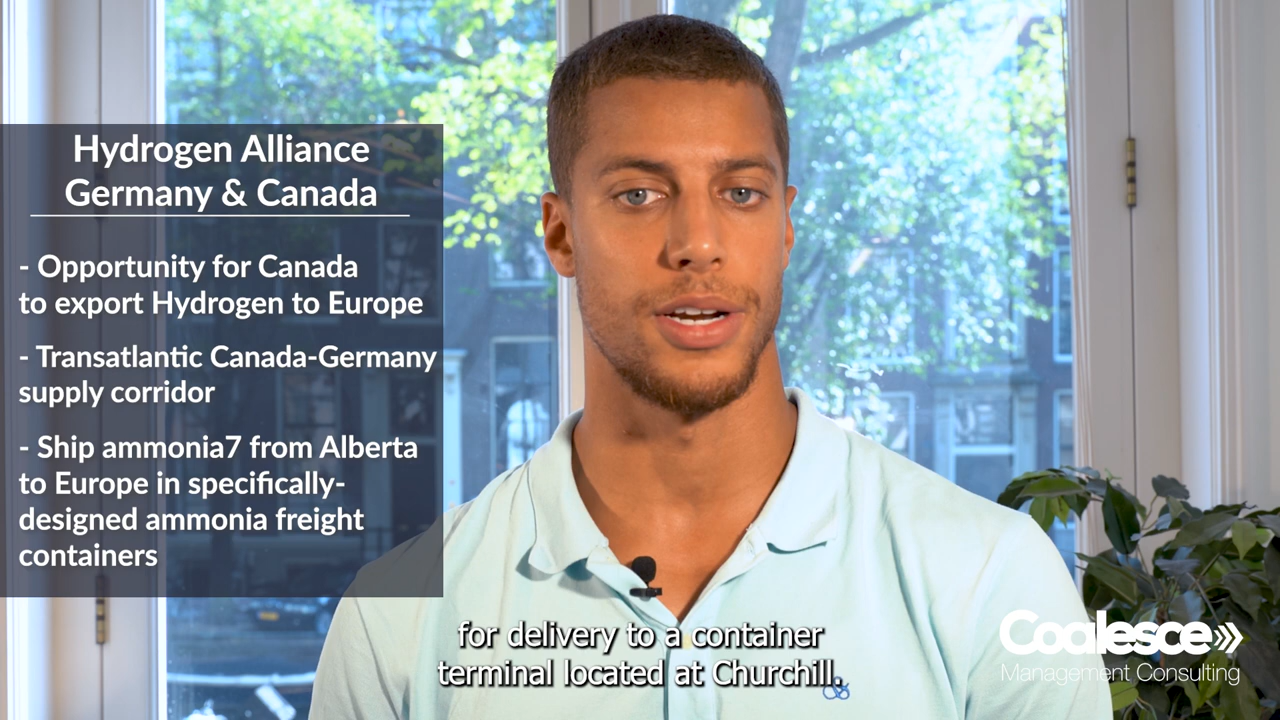 Hydrogen Alliance
Germany & Canada
- Opportunity for Canada
to export Hydrogen to Europe
- Transatlantic Canada-Germany
supply corridor
- Ship ammonia7 from Alberta
to Europe in specifically-
designed ammonia freight
containers
for delivery to a container
terminal located at Churchill.
Coalesce
Management Consulting